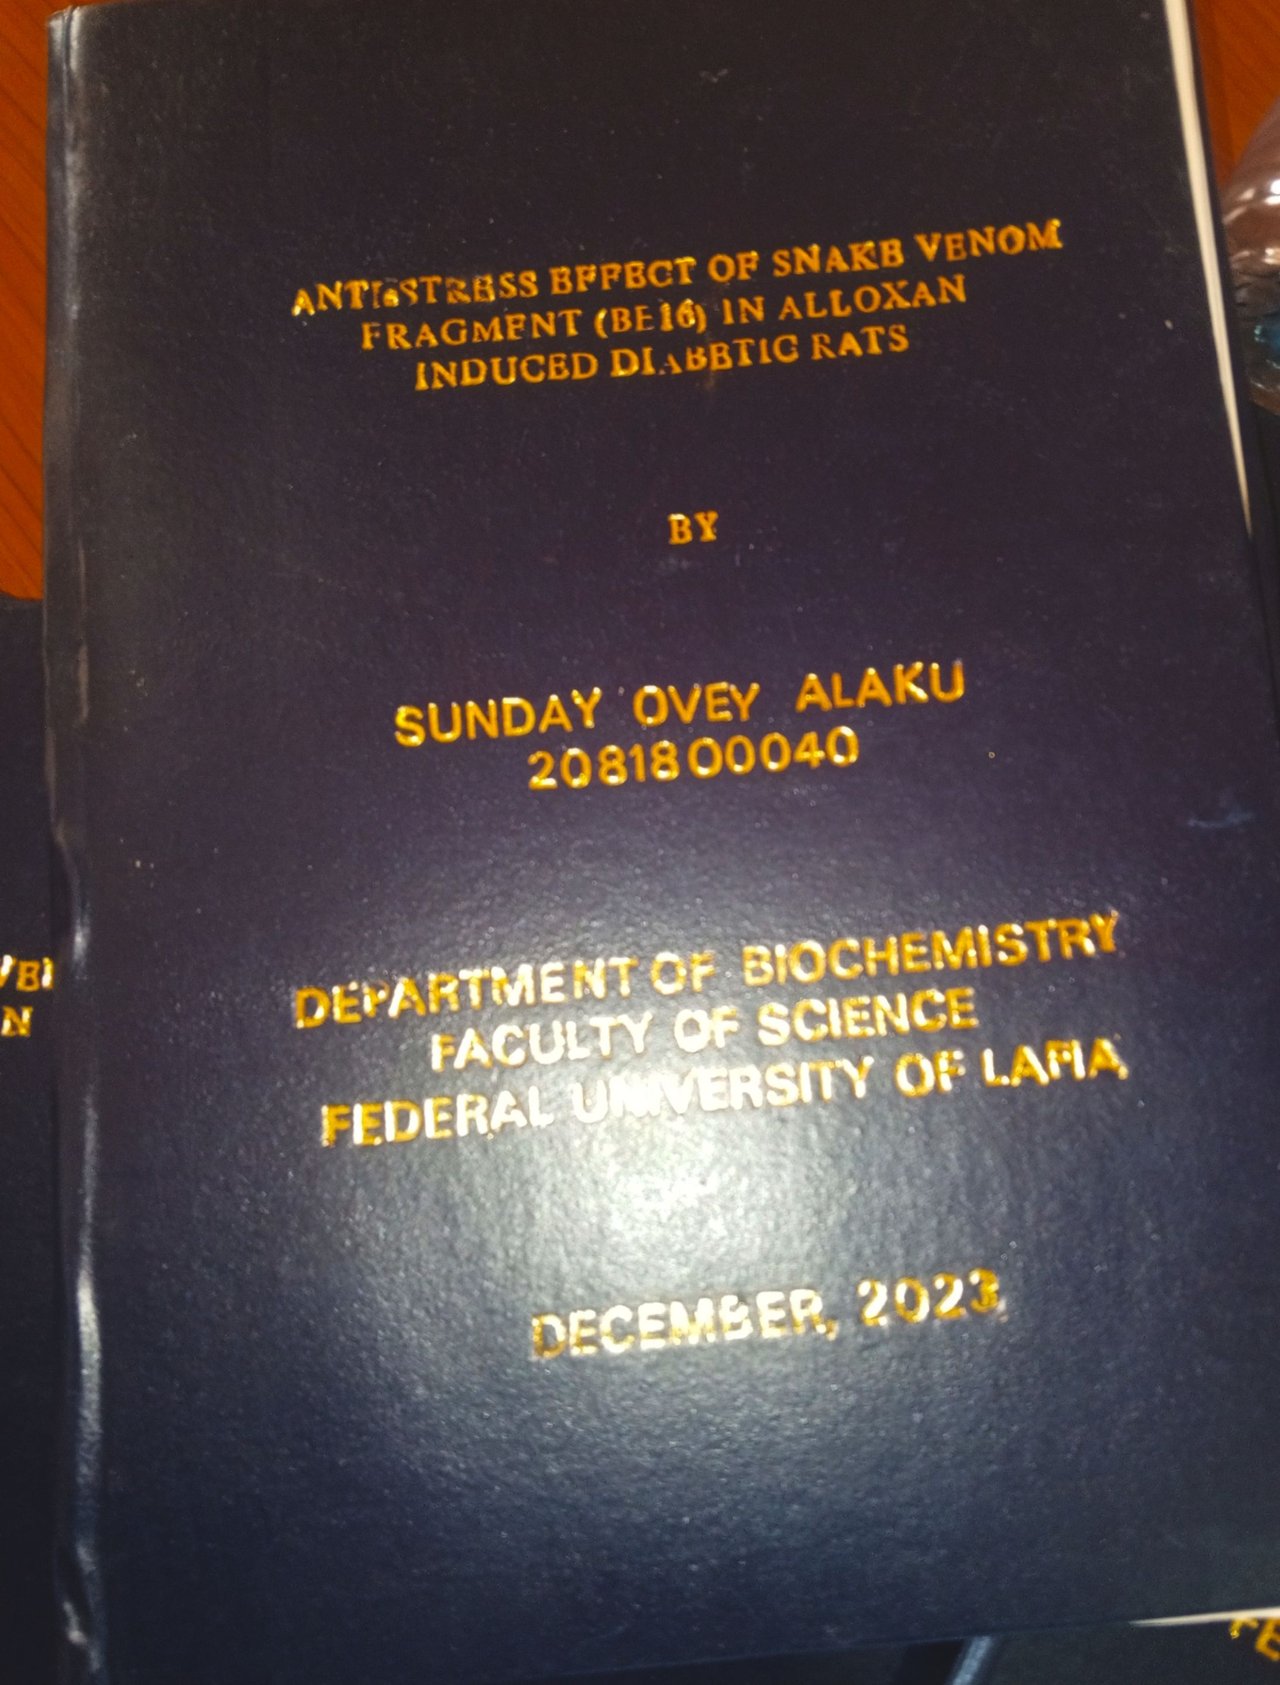 ANTI-STRESS EFFECT OF SNAKE VENOM
FRAGMENT (BE16) IN ALLOXAN
INDUCED DIABETIC RATS
BY
SUNDAY OVEY ALAKU
2081800040
DEPARTMENT OF BIOCHEMISTRY
FACULTY OF SCIENCE
FEDERAL UNIVERSITY OF LAFIA
DECEMBER, 2023